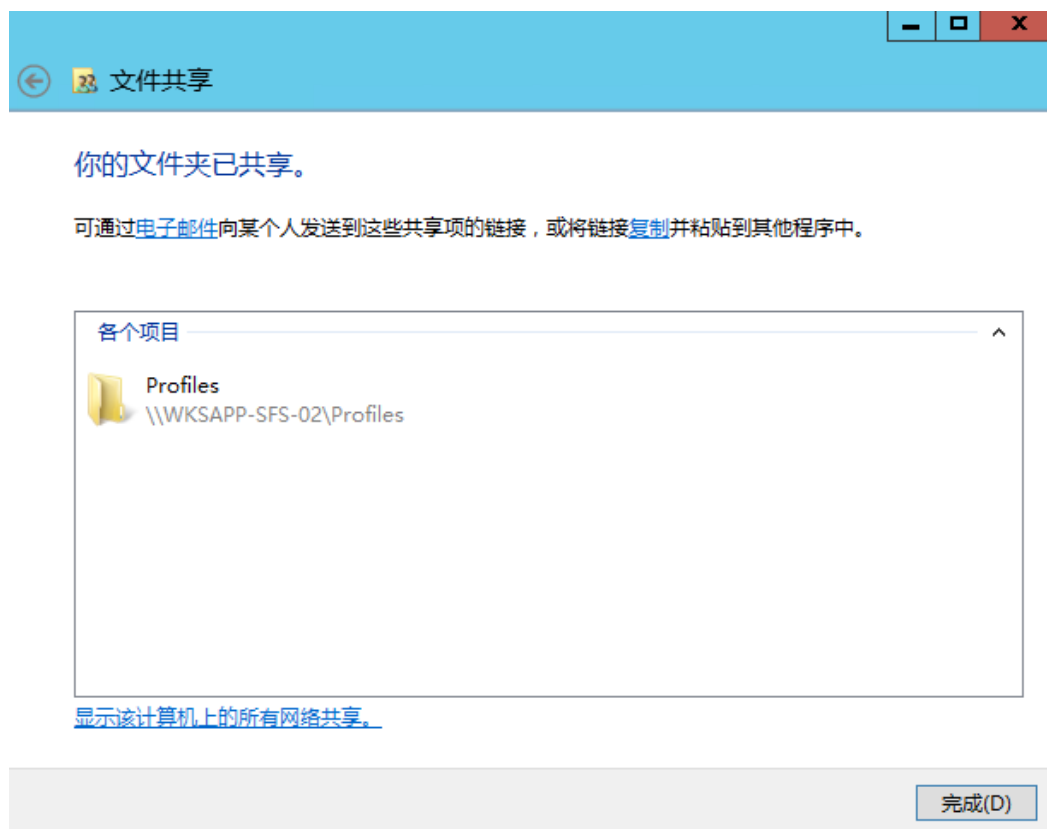 文件共享
你的文件夹已共享。
可通过电子邮件向某个人发送到这些共享项的链接，或将链接复制并粘贴到其他程序中。
各个项目
Profiles
\\WKSAPP-SFS-02\Profiles
显示该计算机上的所有网络共享。
完成(D)